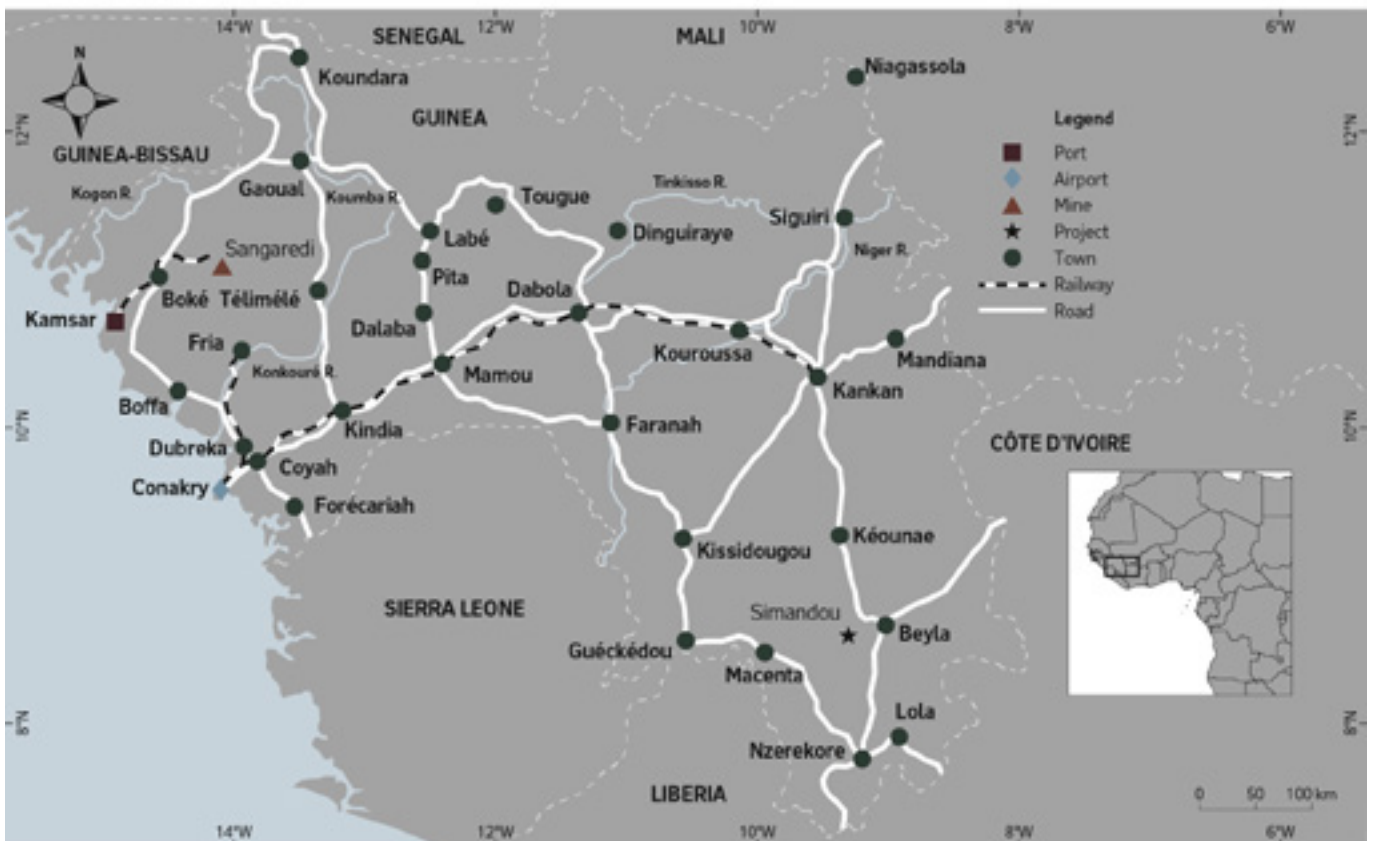 14°W
12°W
10°W
8°W
6°W
SENEGAL
MALI
N
Koundara
Niagassola
GUINEA
Legend
12°N
12°N
GUINEA-BISSAU
Port
Kogon R.
Gaoual
Koumba R.
Tougue
Tinkisso R.
Airport
Mine
Siguiri
Labé
Dinguiraye
Project
Sangaredi
Niger R.
Town
Pita
Railway
Boké
Télimélé
Dabola
Road
Kamsar
Dalaba
Fria
Kouroussa
Mandiana
Konkouré R.
Mamou
Kankan
Boffa
10°N
10°N
Kindia
Faranah
Dubreka
CÔTE D'IVOIRE
Coyah
Conakry
Forécariah
Kissidougou
Kéounae
SIERRA LEONE
Simandou
Beyla
Guéckédou
Macenta
Lola
8°N
8°N
Nzerekore
LIBERIA
0 50 100 km
14°W
12°W
10°W
8°W
6°W